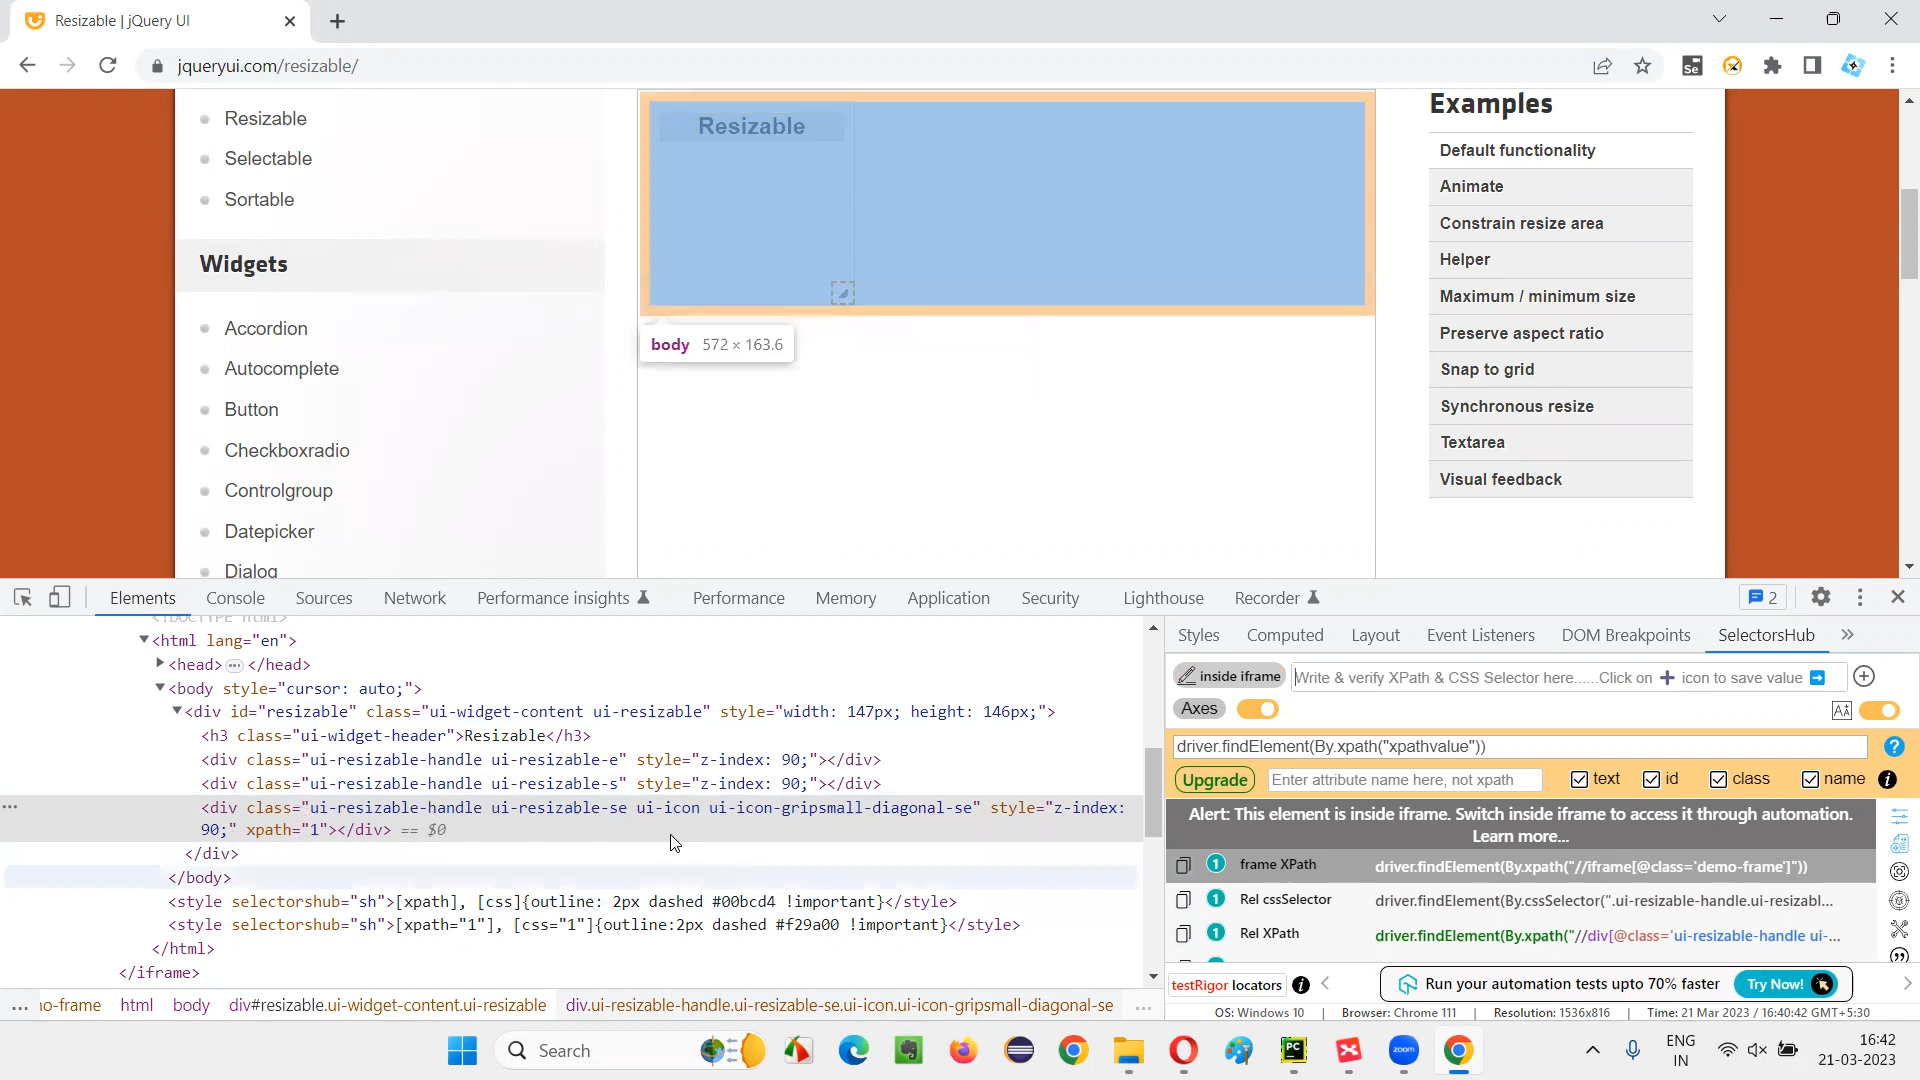 Resizable | jQuery UI
jqueryui.com/resizable/
Resizable
Selectable
Sortable
Widgets
Accordion
Autocomplete
Button
Checkboxradio
Controlgroup
Datepicker
Dialog
Resizable
body 572 × 163.6
Examples
Default functionality
Animate
Constrain resize area
Helper
Maximum / minimum size
Preserve aspect ratio
Snap to grid
Synchronous resize
Textarea
Visual feedback
Elements Console Sources Network Performance insights Performance Memory Application Security Lighthouse Recorder 2
<!DOCTYPE html>
<html lang="en">
<head> ••• </head>
<body style="cursor: auto;">
<div id="resizable" class="ui-widget-content ui-resizable" style="width: 147px; height: 146px;">
<h3 class="ui-widget-header">Resizable</h3>
<div class="ui-resizable-handle ui-resizable-e" style="z-index: 90;"></div>
<div class="ui-resizable-handle ui-resizable-s" style="z-index: 90;"></div>
<div class="ui-resizable-handle ui-resizable-se ui-icon ui-icon-gripsmall-diagonal-se" style="z-index:
90;" xpath="1"></div> == $0
</div>
</body>
<style selectorshub="sh">[xpath], [css]{outline: 2px dashed #00bcd4 !important}</style>
<style selectorshub="sh">[xpath="1"], [css="1"]{outline:2px dashed #f29a00 !important}</style>
</html>
</iframe>
... no-frame html body div#resizable.ui-widget-content.ui-resizable div.ui-resizable-handle.ui-resizable-se.ui-icon.ui-icon-gripsmall-diagonal-se ...
Styles Computed Layout Event Listeners DOM Breakpoints SelectorsHub »
inside iframe Write & verify XPath & CSS Selector here......Click on + icon to save value
Axes
driver.findElement(By.xpath("xpathvalue")) ?
Upgrade Enter attribute name here, not xpath text id class name i
Alert: This element is inside iframe. Switch inside iframe to access it through automation.
Learn more...
1 frame XPath driver.findElement(By.xpath("//iframe[@class='demo-frame']"))
1 Rel cssSelector driver.findElement(By.cssSelector(".ui-resizable-handle.ui-resizabl...
1 Rel XPath driver.findElement(By.xpath("//div[@class='ui-resizable-handle ui-...
testRigor locators i Run your automation tests upto 70% faster Try Now!
OS: Windows 10 | Browser: Chrome 111 | Resolution: 1536x816 | Time: 21 Mar 2023 / 16:40:42 GMT+5:30
Search
PC
zoom
ENG
IN
16:42
21-03-2023